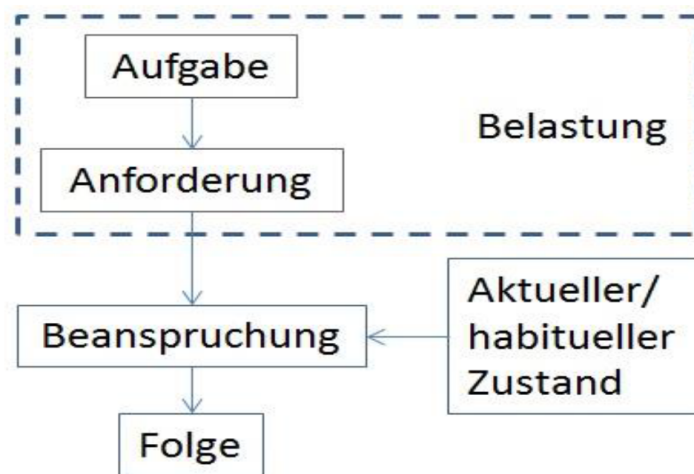 Aufgabe
Belastung
Anforderung
Beanspruchung
Aktueller/
habitueller
Zustand
Folge